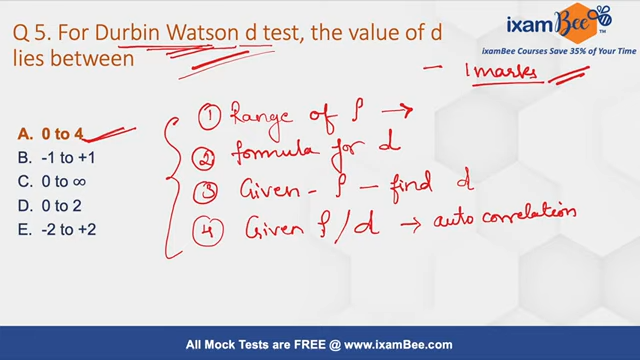 Q 5. For Durbin Watson d test, the value of d
lies between
ixamBee
™
ixamBee Courses Save 35% of Your Time
– 1 marks
A. 0 to 4
B. -1 to +1
C. 0 to ∞
D. 0 to 2
E. -2 to +2
① Range of ρ →
② formula for d
③ Given - ρ - find d
④ Given ρ / d → auto correlation
All Mock Tests are FREE @ www.ixamBee.com